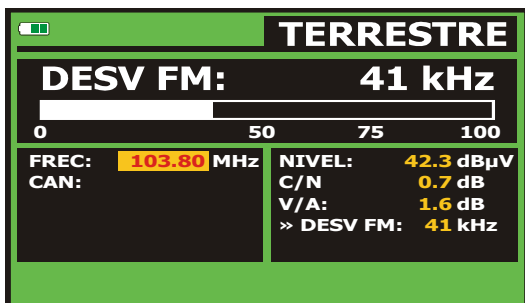 TERRESTRE
DESV FM: 41 kHz
0 50 75 100
FREC: 103.80 MHz
CAN:
NIVEL: 42.3 dBµV
C/N 0.7 dB
V/A: 1.6 dB
» DESV FM: 41 kHz